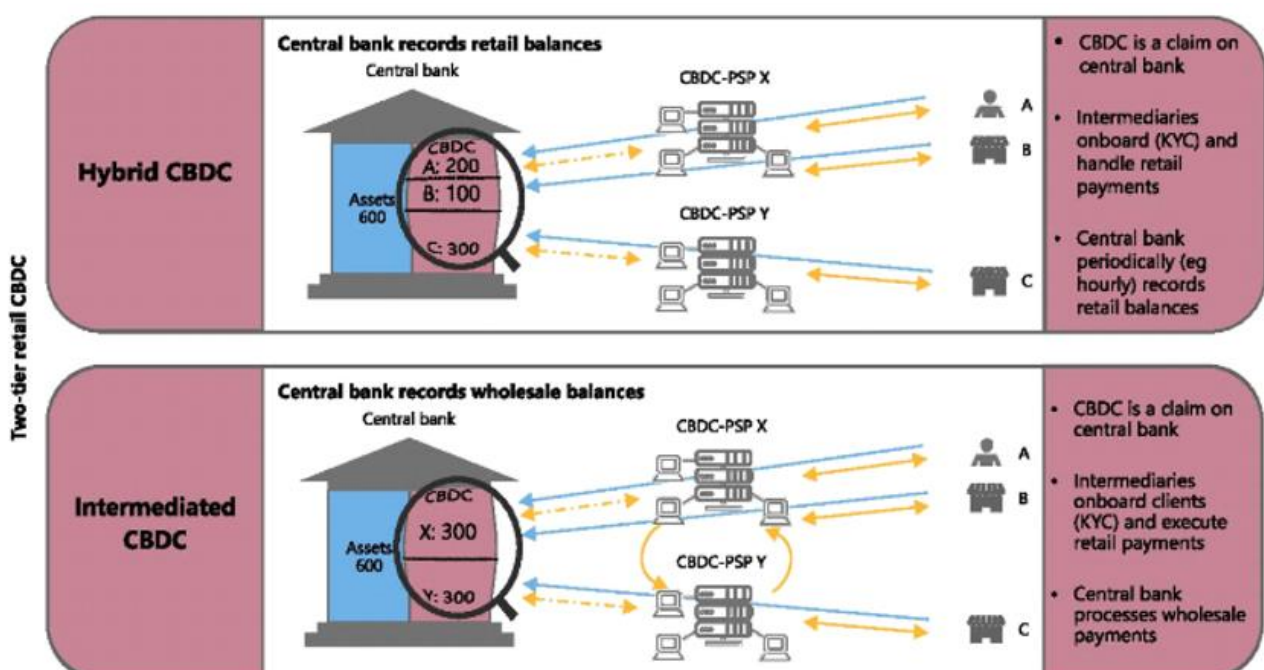 Two-tier retail CBDC
Hybrid CBDC
Central bank records retail balances
Central bank
CBDC
A: 200
B: 100
C: 300
Assets
600
CBDC-PSP X
CBDC-PSP Y
A
B
C
• CBDC is a claim on
central bank
• Intermediaries
onboard (KYC) and
handle retail
payments
• Central bank
periodically (eg
hourly) records
retail balances
Intermediated
CBDC
Central bank records wholesale balances
Central bank
CBDC
X: 300
Y: 300
Assets
600
CBDC-PSP X
CBDC-PSP Y
A
B
C
• CBDC is a claim on
central bank
• Intermediaries
onboard clients
(KYC) and execute
retail payments
• Central bank
processes wholesale
payments